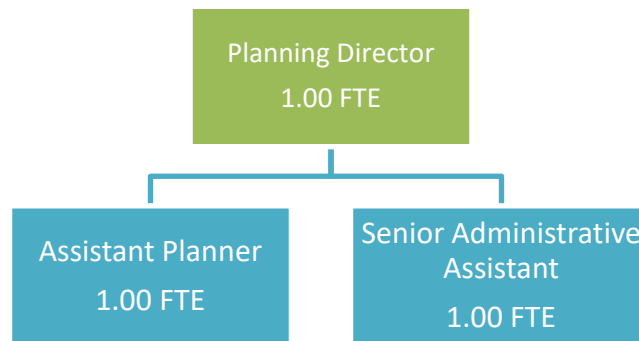 Planning Director
1.00 FTE
Assistant Planner
1.00 FTE
Senior Administrative
Assistant
1.00 FTE